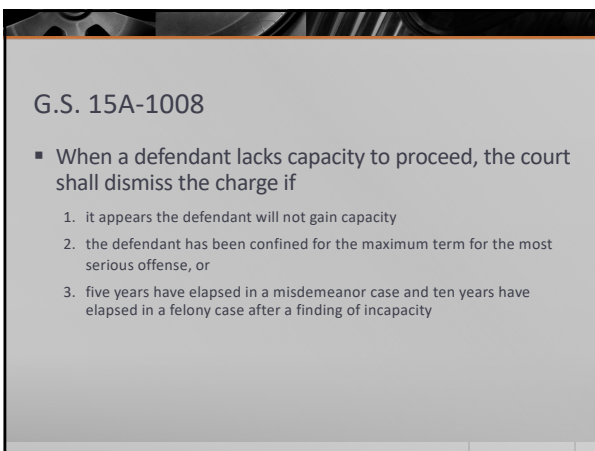 G.S. 15A-1008
▪ When a defendant lacks capacity to proceed, the court
shall dismiss the charge if
1. it appears the defendant will not gain capacity
2. the defendant has been confined for the maximum term for the most
serious offense, or
3. five years have elapsed in a misdemeanor case and ten years have
elapsed in a felony case after a finding of incapacity